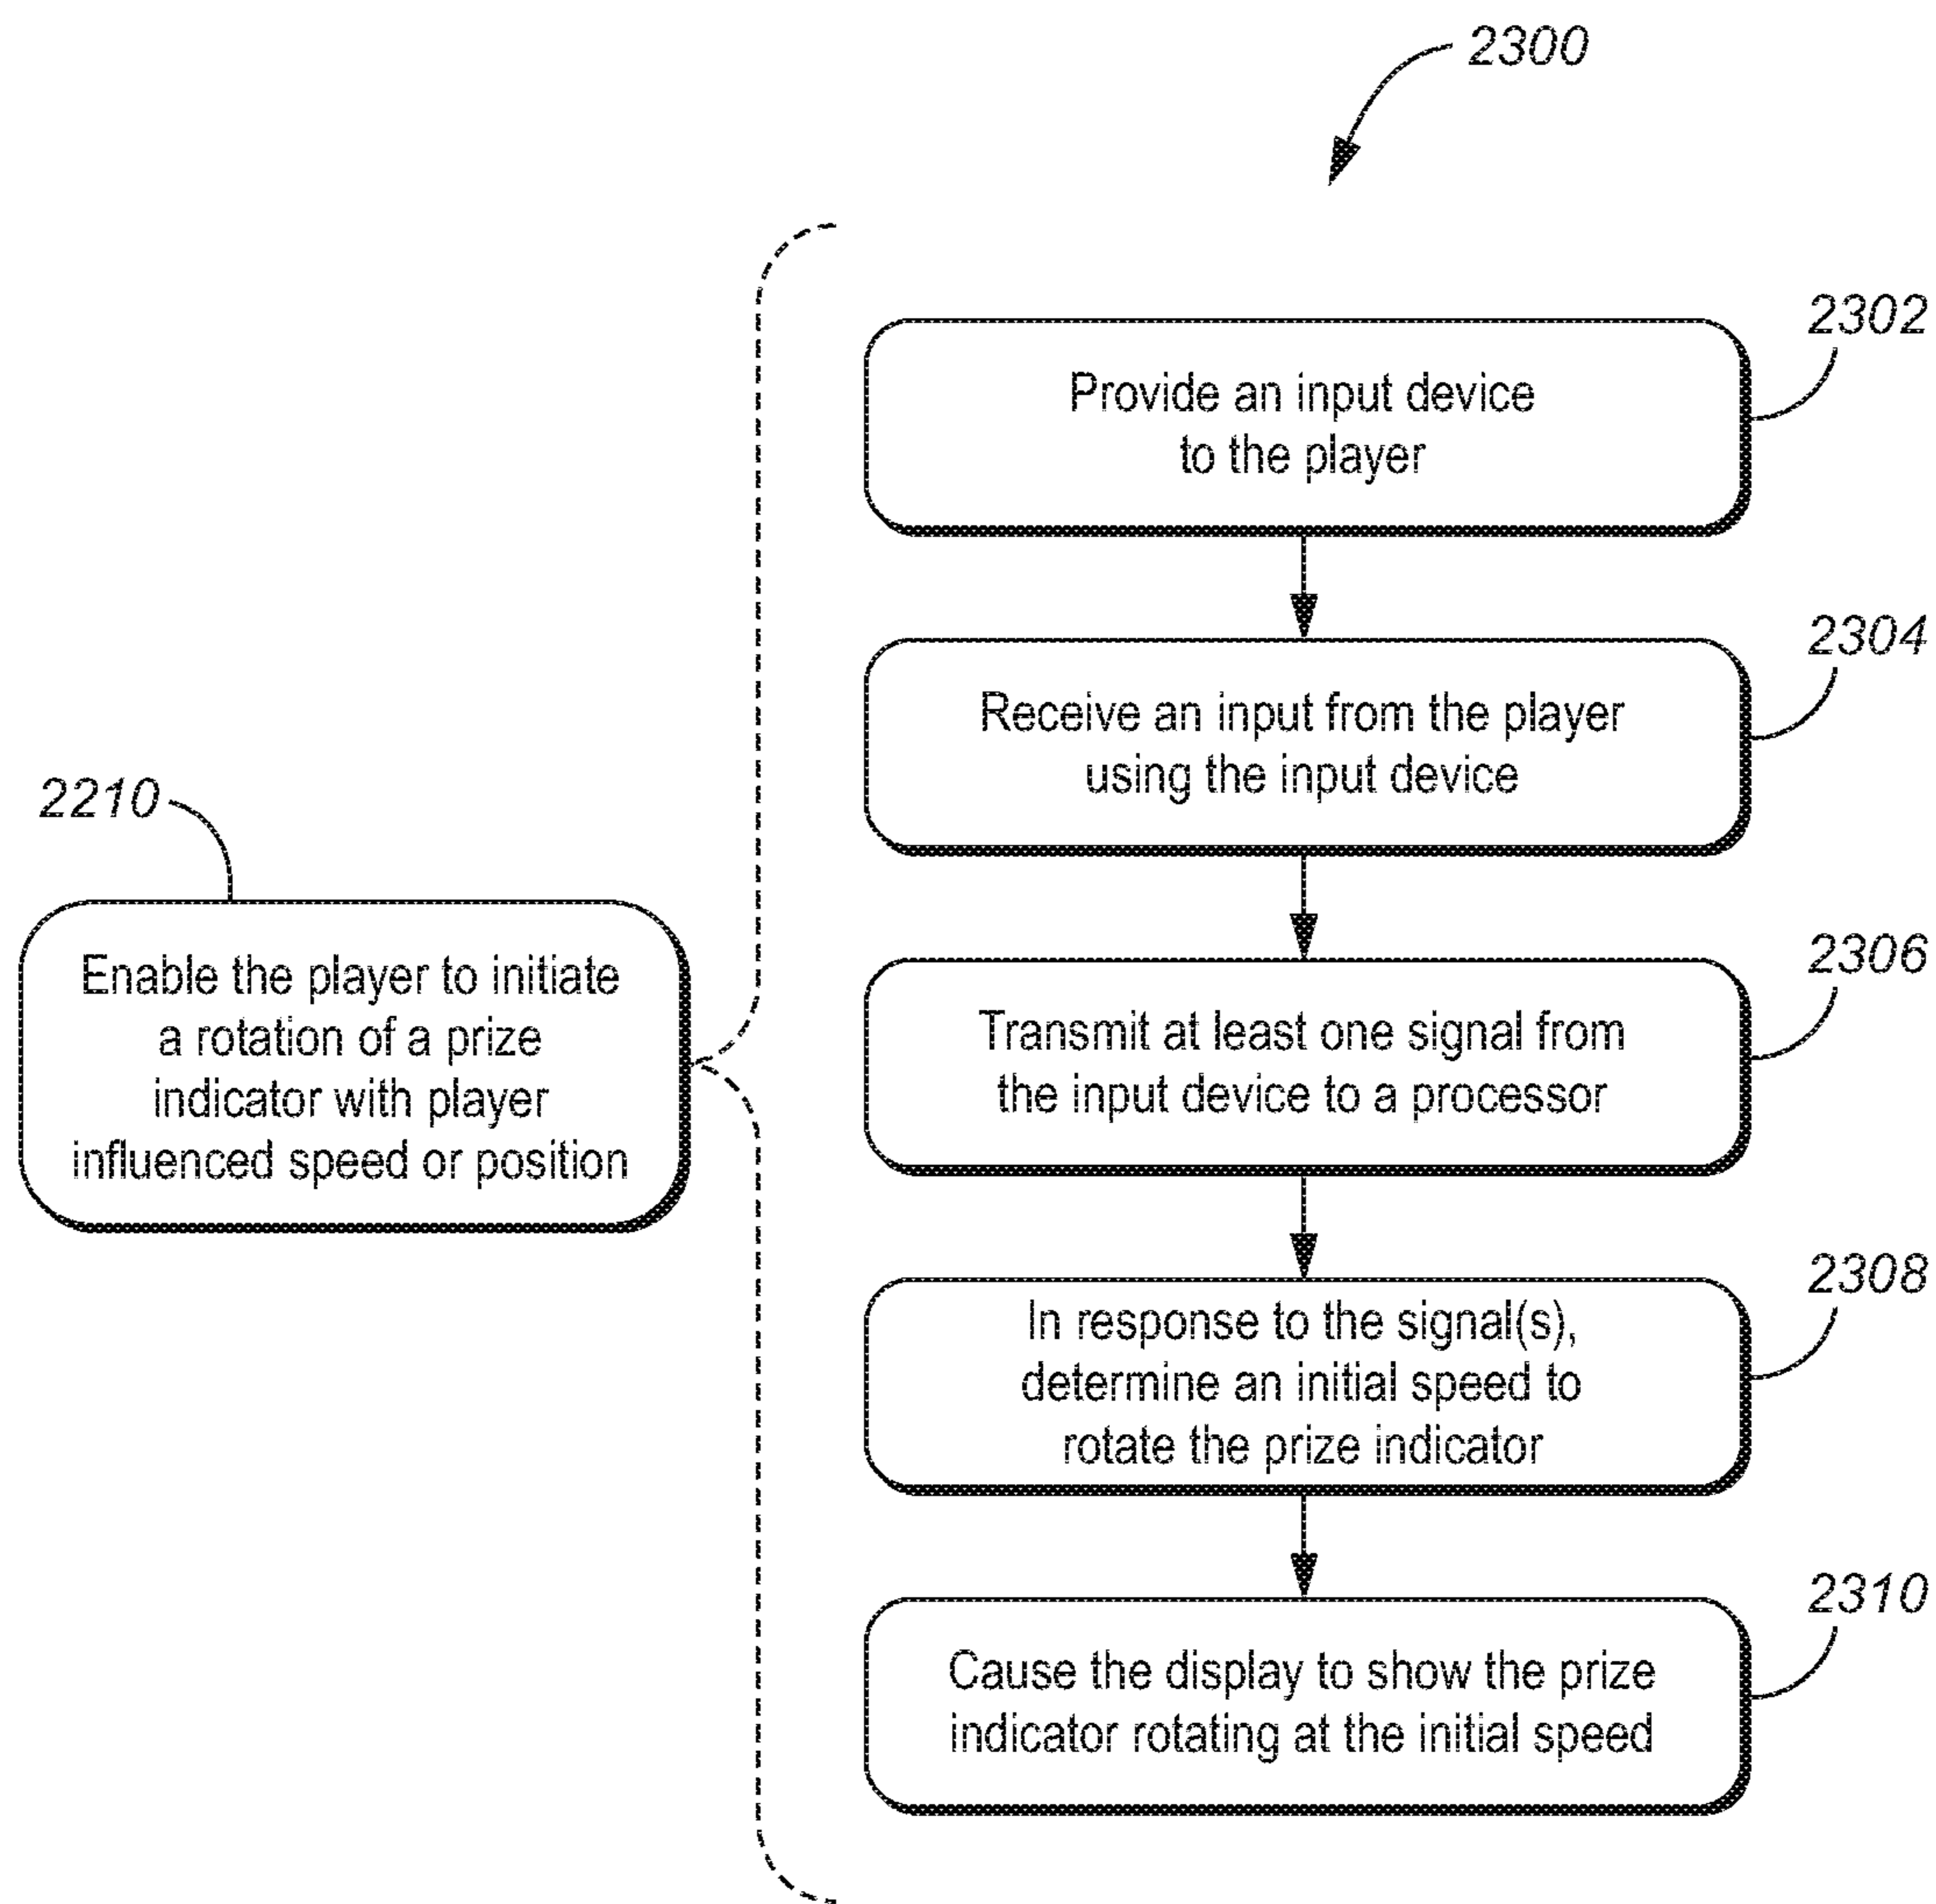 2300
2302
Provide an input device
to the player
2304
Receive an input from the player
using the input device
2210
Enable the player to initiate
a rotation of a prize
indicator with player
influenced speed or position
2306
Transmit at least one signal from
the input device to a processor
2308
In response to the signal(s),
determine an initial speed to
rotate the prize indicator
2310
Cause the display to show the prize
indicator rotating at the initial speed